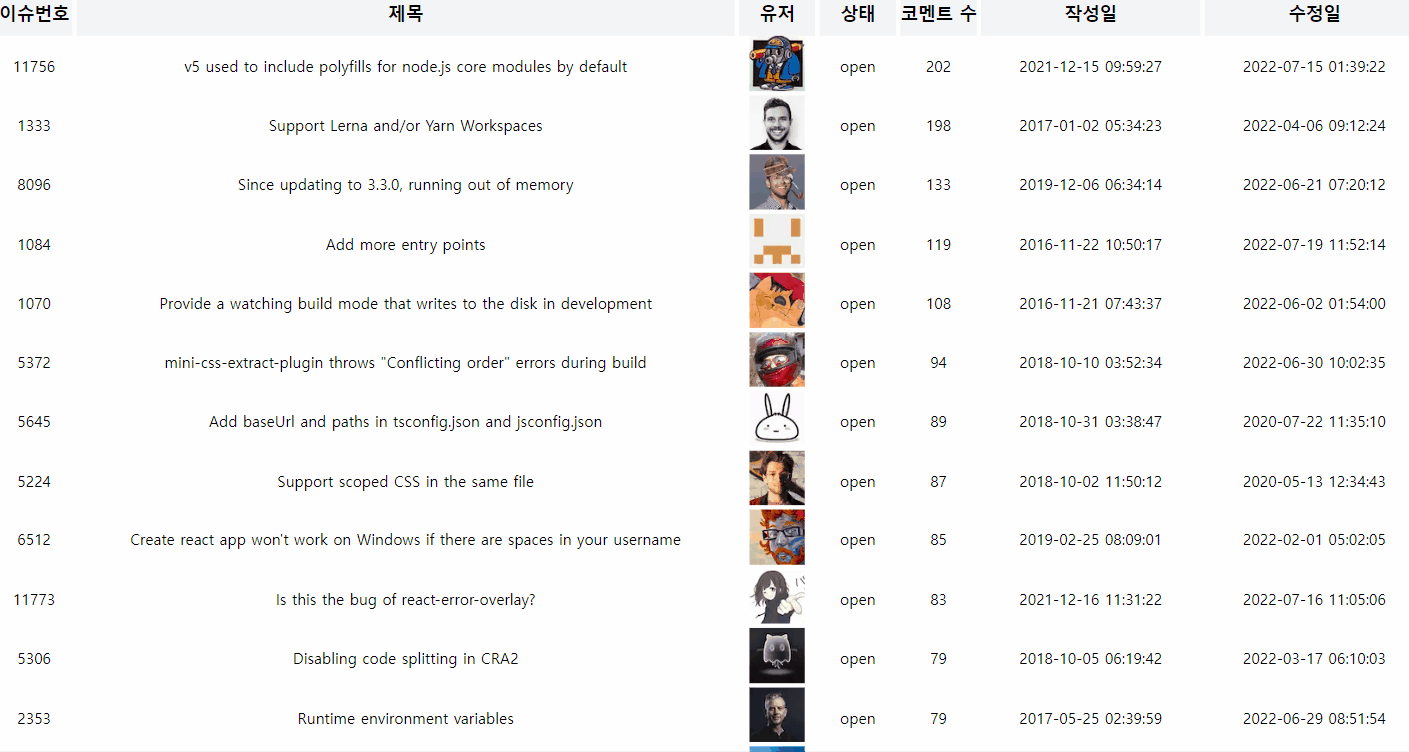 이슈번호 제목 유저 상태 코멘트 수 작성일 수정일
11756 v5 used to include polyfills for node.js core modules by default open 202 2021-12-15 09:59:27 2022-07-15 01:39:22
1333 Support Lerna and/or Yarn Workspaces open 198 2017-01-02 05:34:23 2022-04-06 09:12:24
8096 Since updating to 3.3.0, running out of memory open 133 2019-12-06 06:34:14 2022-06-21 07:20:12
1084 Add more entry points open 119 2016-11-22 10:50:17 2022-07-19 11:52:14
1070 Provide a watching build mode that writes to the disk in development open 108 2016-11-21 07:43:37 2022-06-02 01:54:00
5372 mini-css-extract-plugin throws "Conflicting order" errors during build open 94 2018-10-10 03:52:34 2022-06-30 10:02:35
5645 Add baseUrl and paths in tsconfig.json and jsconfig.json open 89 2018-10-31 03:38:47 2020-07-22 11:35:10
5224 Support scoped CSS in the same file open 87 2018-10-02 11:50:12 2020-05-13 12:34:43
6512 Create react app won't work on Windows if there are spaces in your username open 85 2019-02-25 08:09:01 2022-02-01 05:02:05
11773 Is this the bug of react-error-overlay? open 83 2021-12-16 11:31:22 2022-07-16 11:05:06
5306 Disabling code splitting in CRA2 open 79 2018-10-05 06:19:42 2022-03-17 06:10:03
2353 Runtime environment variables open 79 2017-05-25 02:39:59 2022-06-29 08:51:54